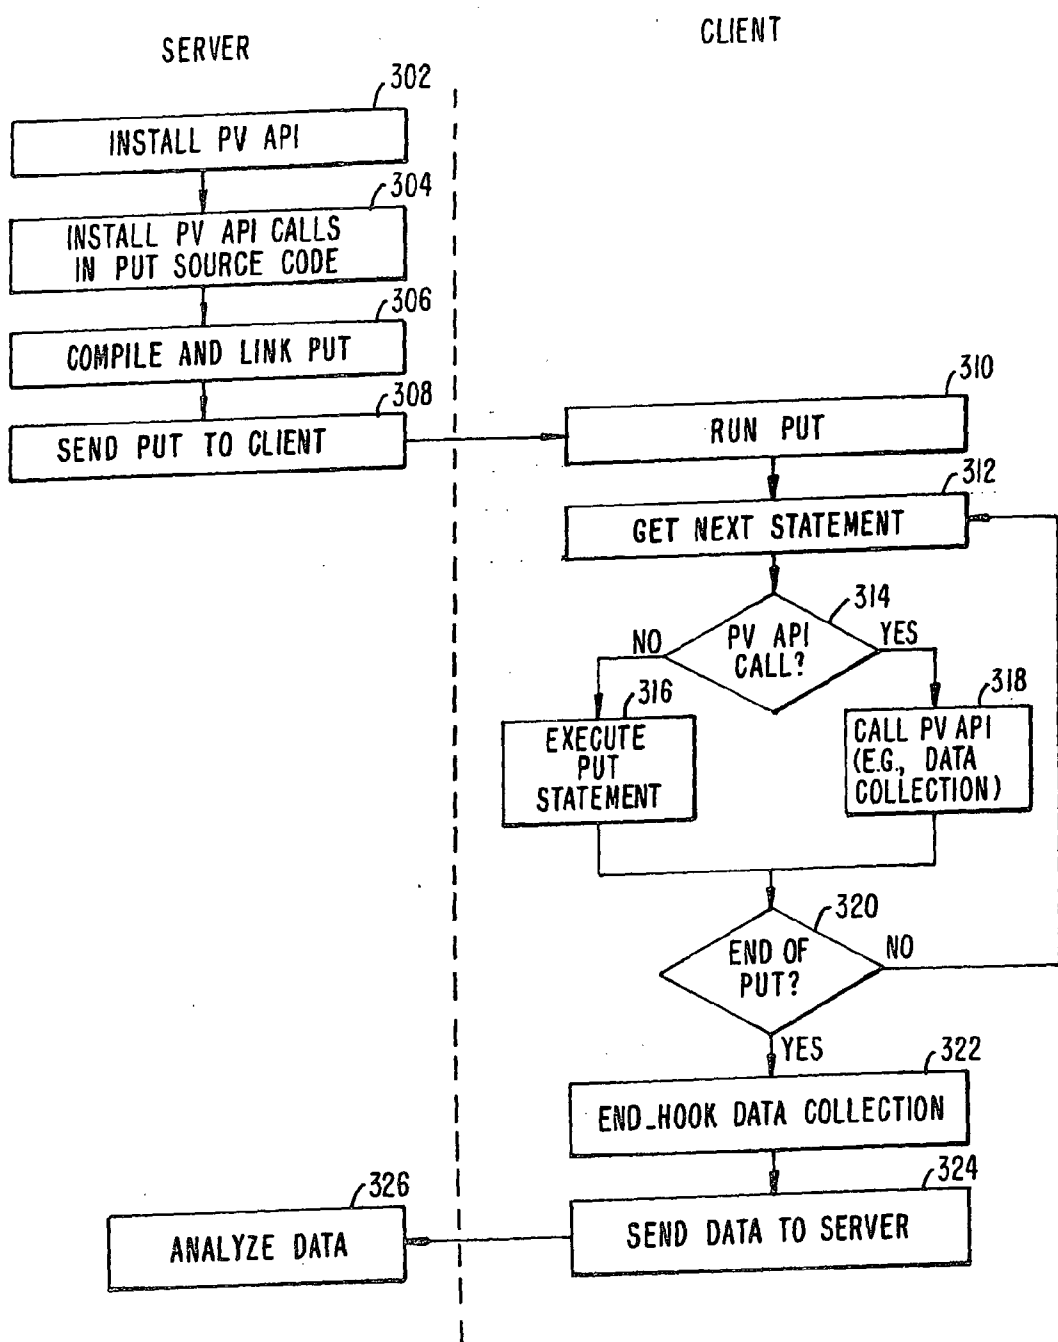 SERVER
CLIENT
302
INSTALL PV API
304
INSTALL PV API CALLS
IN PUT SOURCE CODE
306
COMPILE AND LINK PUT
308
SEND PUT TO CLIENT
310
RUN PUT
312
GET NEXT STATEMENT
314
PV API
CALL?
NO
YES
316
EXECUTE
PUT
STATEMENT
318
CALL PV API
(E.G., DATA
COLLECTION)
320
END OF
PUT?
NO
YES
322
END_HOOK DATA COLLECTION
324
SEND DATA TO SERVER
326
ANALYZE DATA